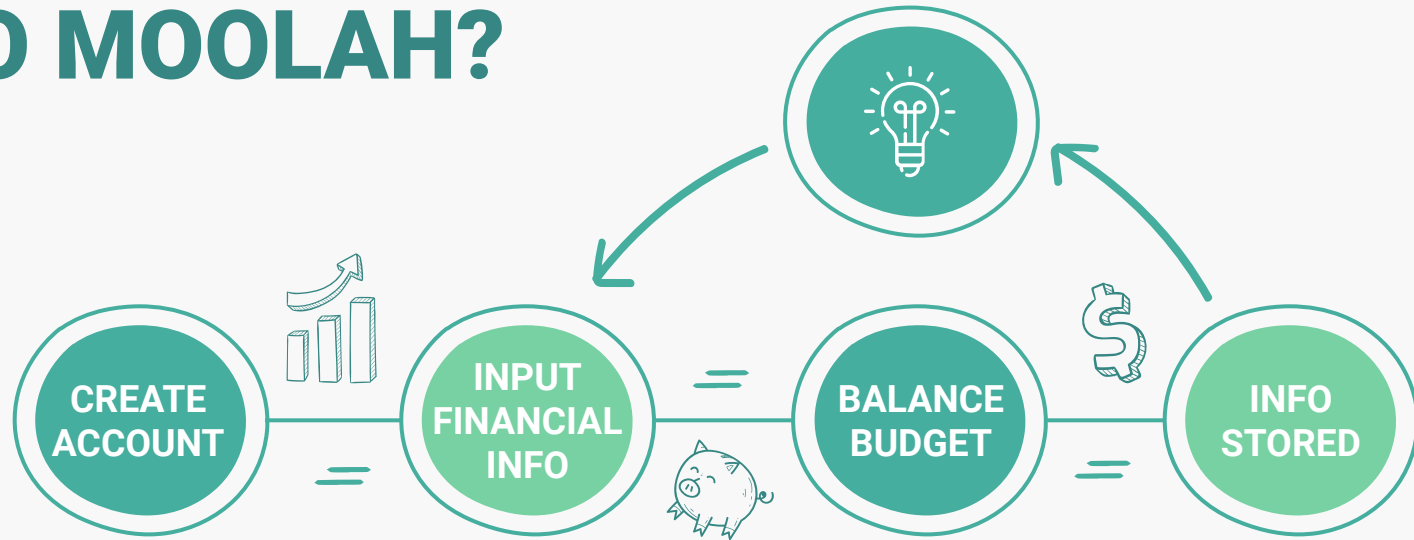 O MOOLAH?
CREATE
ACCOUNT
INPUT
FINANCIAL
INFO
BALANCE
BUDGET
INFO
STORED